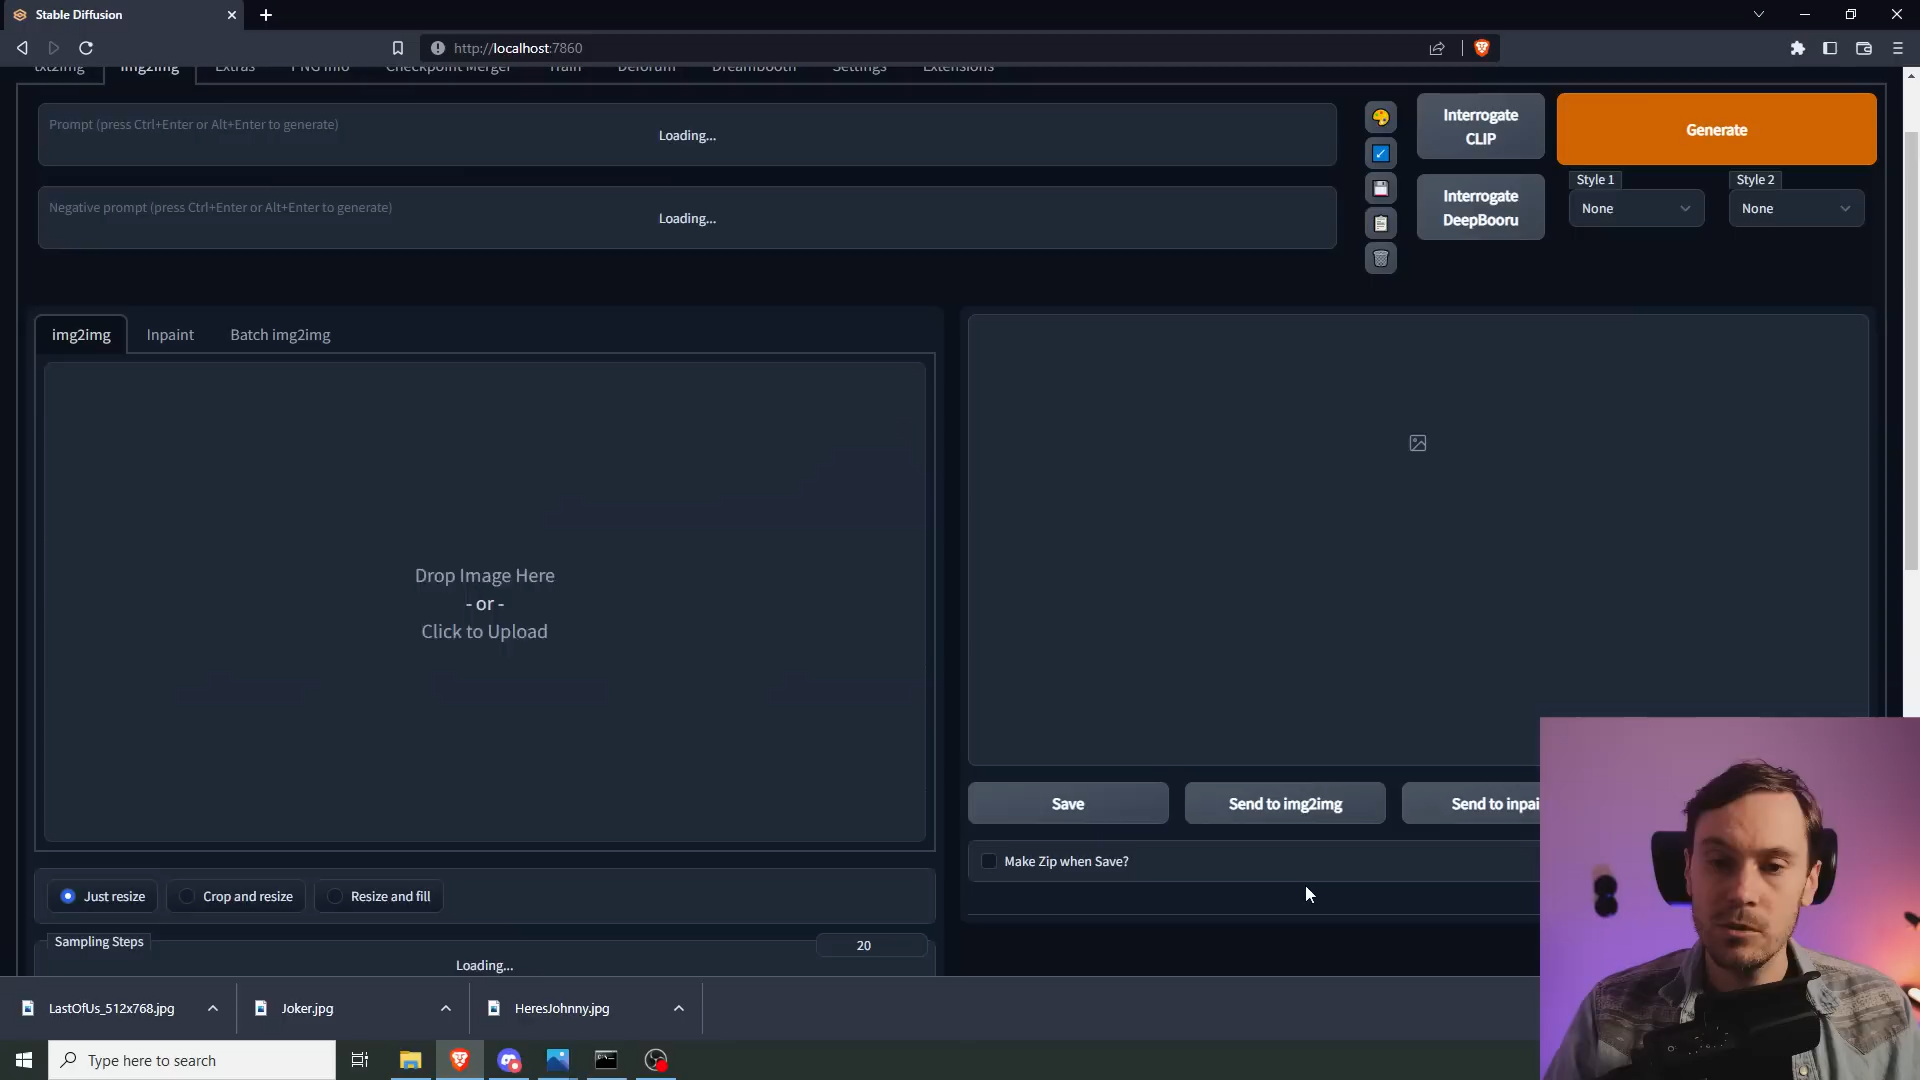 Stable Diffusion
http://localhost:7860
txt2img
img2img
Extras
PNG Info
Checkpoint Merger
Train
Deforum
Dreambooth
Settings
Extensions
Prompt (press Ctrl+Enter or Alt+Enter to generate)
Loading...
Interrogate
CLIP
Generate
Negative prompt (press Ctrl+Enter or Alt+Enter to generate)
Loading...
Interrogate
DeepBooru
Style 1
None
Style 2
None
img2img
Inpaint
Batch img2img
Drop Image Here
- or -
Click to Upload
Save
Send to img2img
Send to inpai
Make Zip when Save?
Just resize
Crop and resize
Resize and fill
Sampling Steps
20
Loading...
LastOfUs_512x768.jpg
Joker.jpg
HeresJohnny.jpg
Type here to search